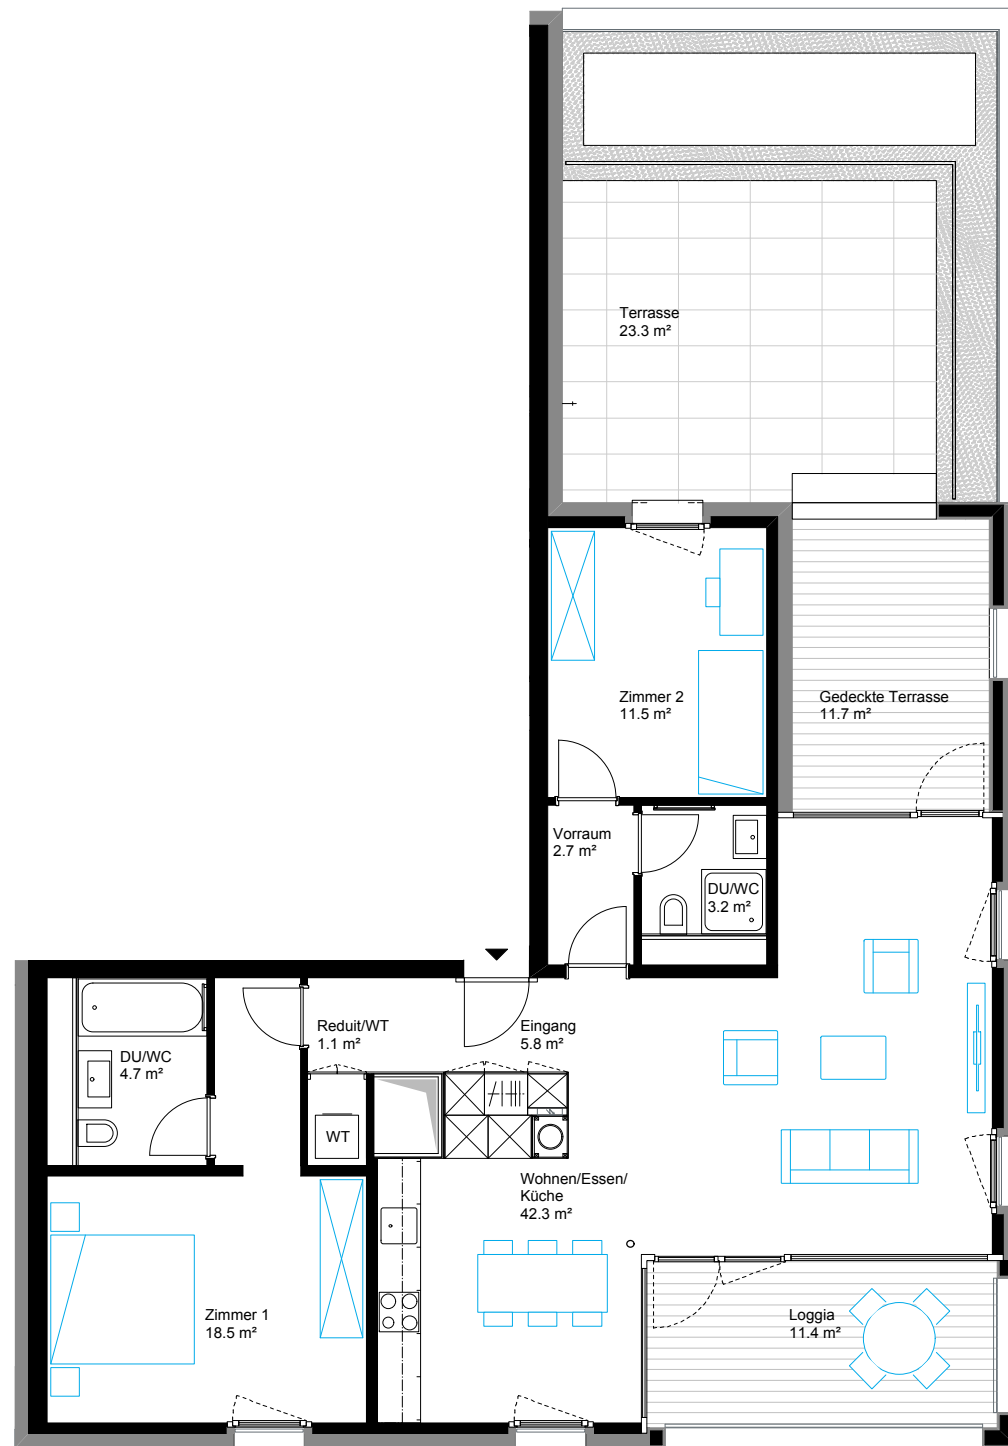 Terrasse
23.3 m²
Zimmer 2
11.5 m²
Gedeckte Terrasse
11.7 m²
Vorraum
2.7 m²
DU/WC
3.2 m²
Reduit/WT
1.1 m²
Eingang
5.8 m²
DU/WC
4.7 m²
WT
Wohnen/Essen/
Küche
42.3 m²
Zimmer 1
18.5 m²
Loggia
11.4 m²